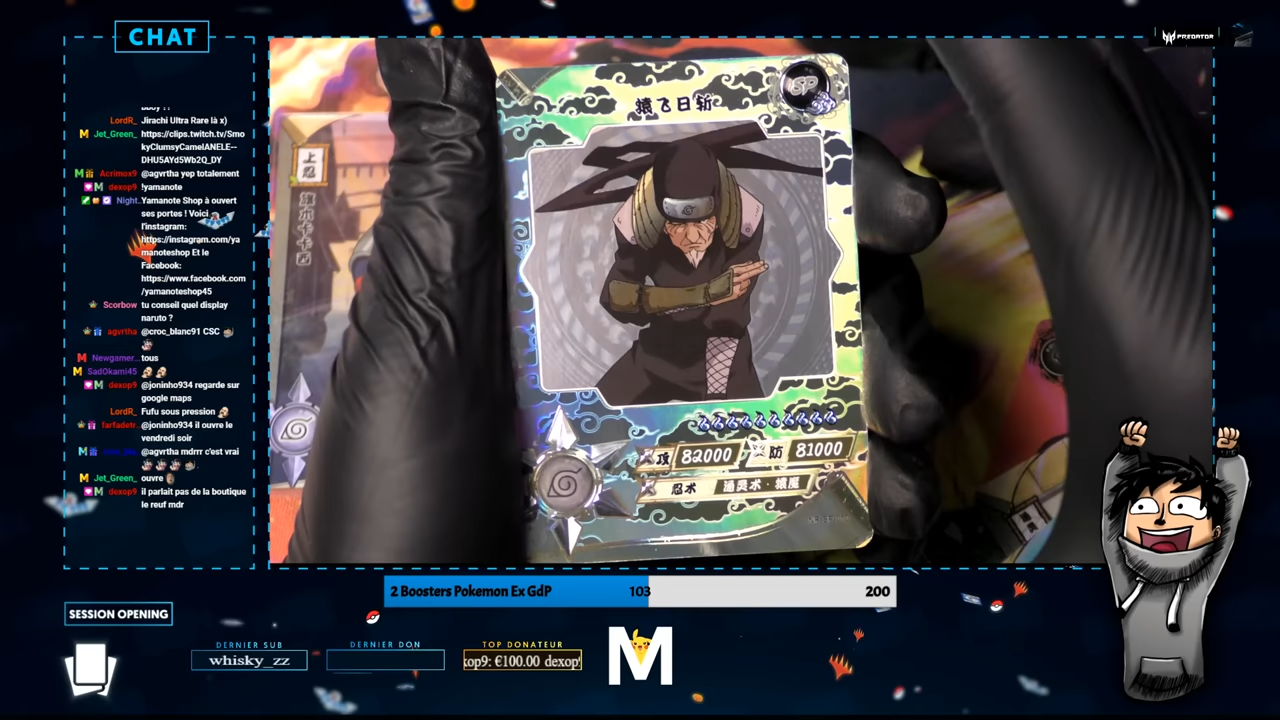 CHAT
PREDATOR
bboy ! !
LordR_ Jirachi Ultra Rare là x)
Jet_Green_ https://clips.twitch.tv/Smo
kyClumsyCamelANELE--
DHU5AYd5Wb2Q_DY
Acrimox9 @agvrtha yep totalement
dexop9 !yamanote
Night... Yamanote Shop à ouvert
ses portes ! Voici
l'instagram:
https://instagram.com/ya
manoteshop Et le
Facebook:
https://www.facebook.com
/yamanoteshop45
Scorbow tu conseil quel display
naruto ?
agvrtha @croc_blanc91 CSC
Newgamer... tous
SadOkami45
dexop9 @joninho934 regarde sur
google maps
LordR_ Fufu sous pression
farfadetr.. @joninho934 il ouvre le
vendredi soir
@agvrtha mdrrr c'est vrai
Jet_Green_ ouvre
dexop9 il parlait pas de la boutique
le reuf mdr
上忍
猿飞日斩
SP
攻 82000 防 81000
忍术 通灵术·猿魔
2 Boosters Pokemon Ex GdP 103 200
SESSION OPENING
DERNIER SUB
whisky_zz
DERNIER DON
TOP DONATEUR
xop9: €100.00 dexop
M